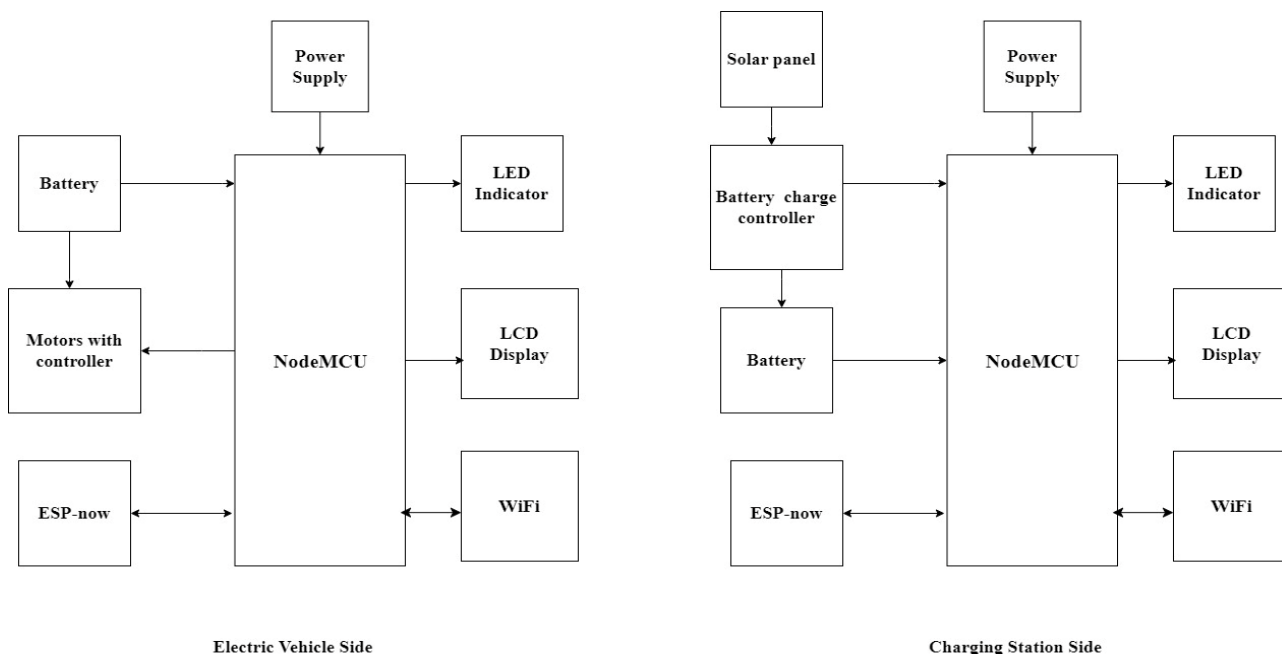 Power
Supply
Battery
LED
Indicator
Motors with
controller
NodeMCU
LCD
Display
ESP-now
WiFi
Electric Vehicle Side
Solar panel
Power
Supply
Battery charge
controller
LED
Indicator
Battery
NodeMCU
LCD
Display
ESP-now
WiFi
Charging Station Side